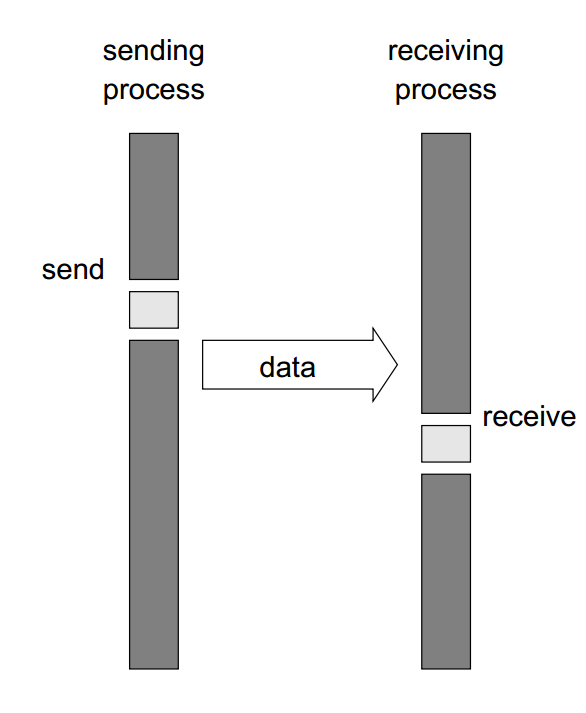 sending
process
receiving
process
send
data
receive